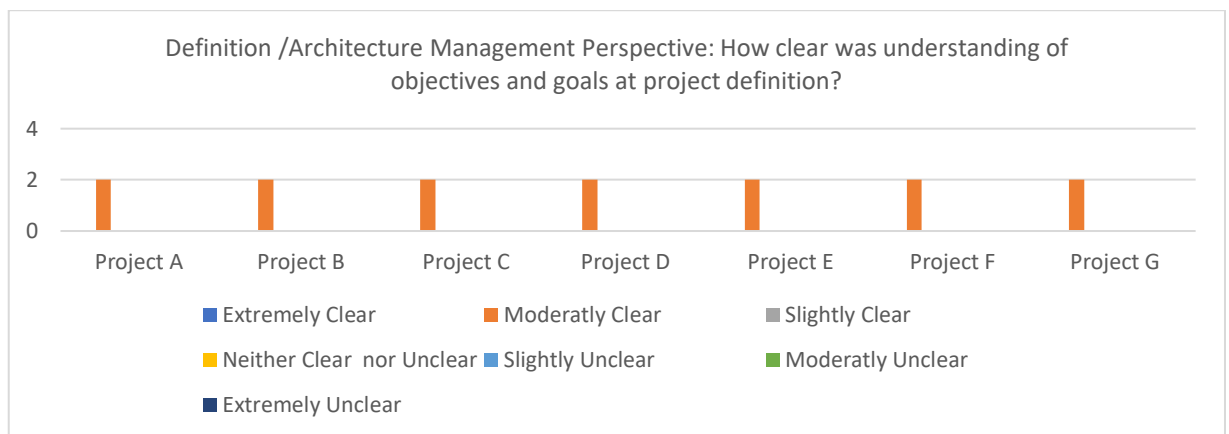 Definition /Architecture Management Perspective: How clear was understanding of
objectives and goals at project definition?
4
2
0
Project A Project B Project C Project D Project E Project F Project G
Extremely Clear Moderatly Clear Slightly Clear
Neither Clear nor Unclear Slightly Unclear Moderatly Unclear
Extremely Unclear